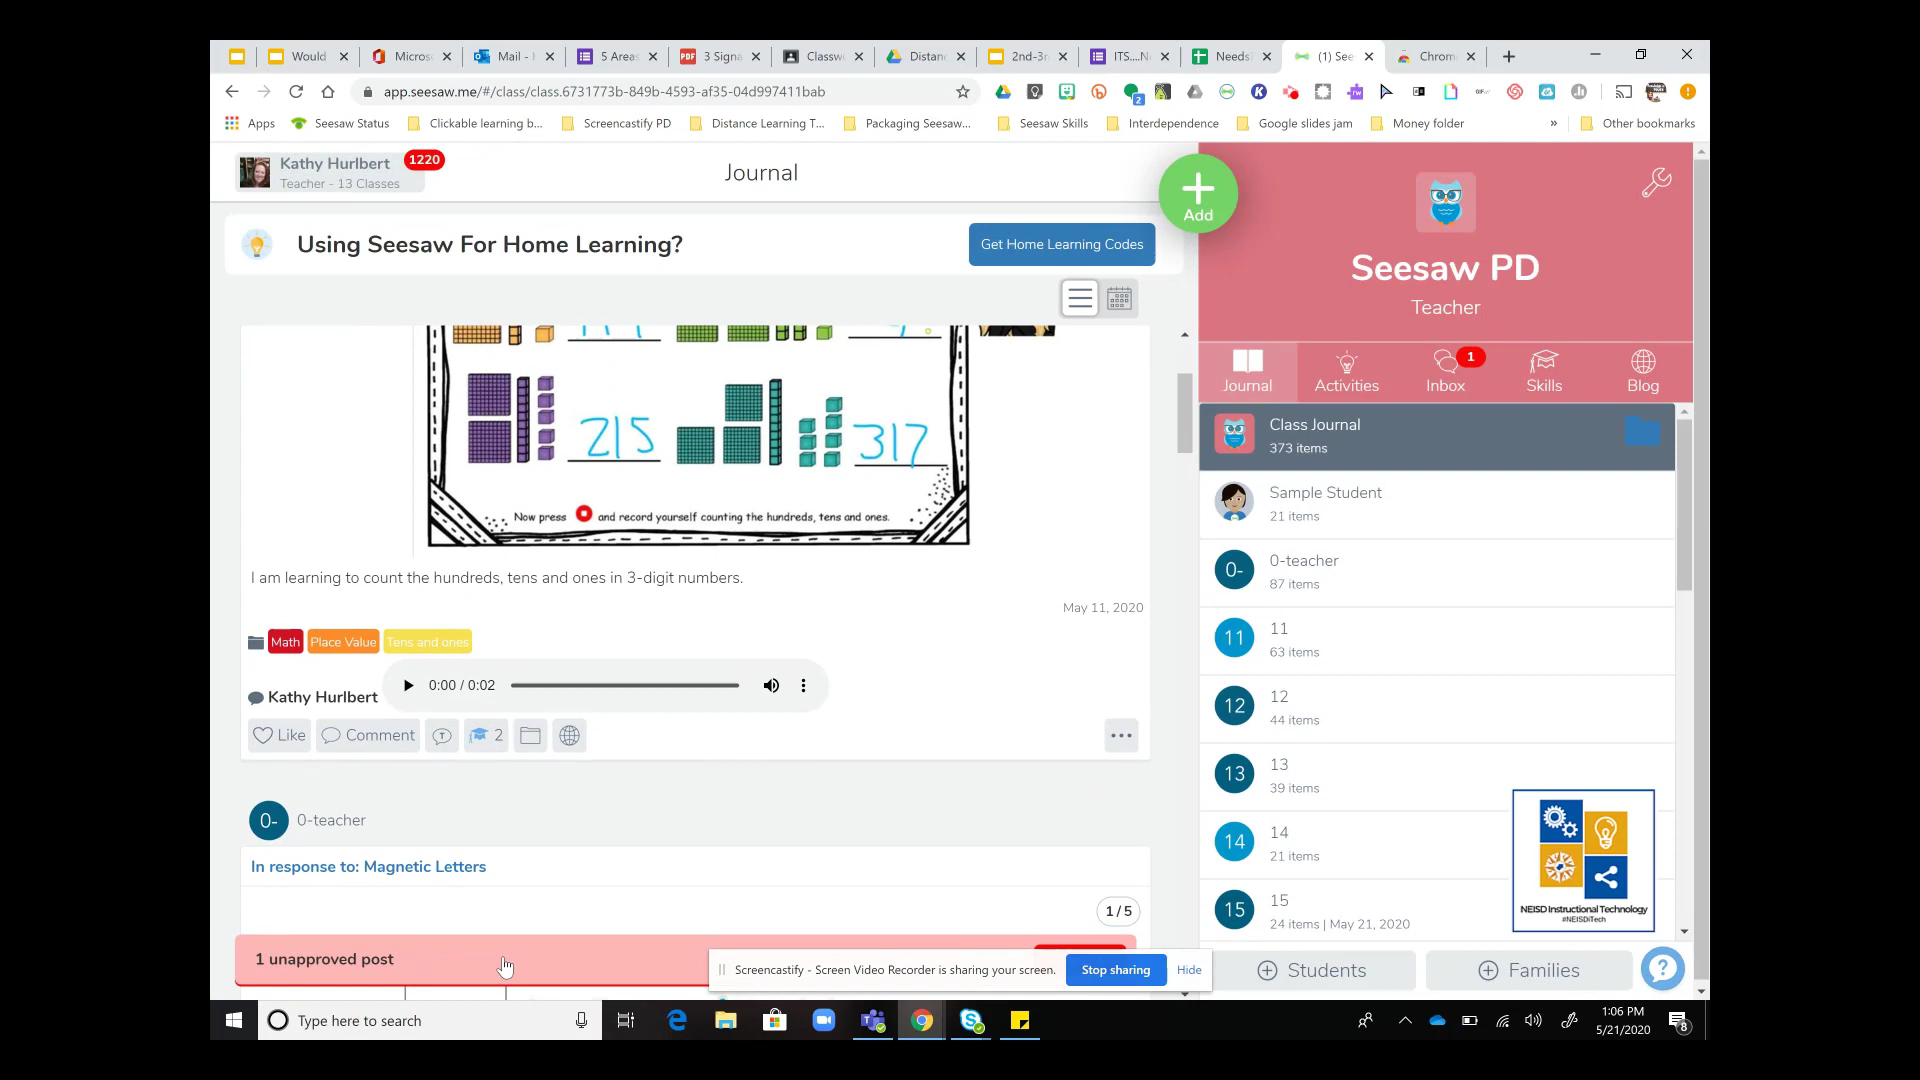 Would
Micros
Mail -
5 Areas
3 Signa
Classw
Distanc
2nd-3r
ITS....N
Needs
(1) See
Chrom
app.seesaw.me/#/class/class.6731773b-849b-4593-af35-04d997411bab
2
Apps
Seesaw Status
Clickable learning b...
Screencastify PD
Distance Learning T...
Packaging Seesaw...
Seesaw Skills
Interdependence
Google slides jam
Money folder
»
Other bookmarks
Kathy Hurlbert
1220
Teacher - 13 Classes
Journal
Add
Using Seesaw For Home Learning?
Get Home Learning Codes
Seesaw PD
Teacher
Journal
Activities
Inbox
1
Skills
Blog
215
317
Now press and record yourself counting the hundreds, tens and ones.
I am learning to count the hundreds, tens and ones in 3-digit numbers.
May 11, 2020
Math
Place Value
Tens and ones
Kathy Hurlbert
0:00 / 0:02
Like
Comment
T
2
0-
0-teacher
In response to: Magnetic Letters
1 / 5
1 unapproved post
Class Journal
373 items
Sample Student
21 items
0-
0-teacher
87 items
11
11
63 items
12
12
44 items
13
13
39 items
14
14
21 items
15
15
24 items | May 21, 2020
NEISD Instructional Technology
#NEISDiTech
Screencastify - Screen Video Recorder is sharing your screen.
Stop sharing
Hide
Students
Families
?
Type here to search
1:06 PM
5/21/2020
8